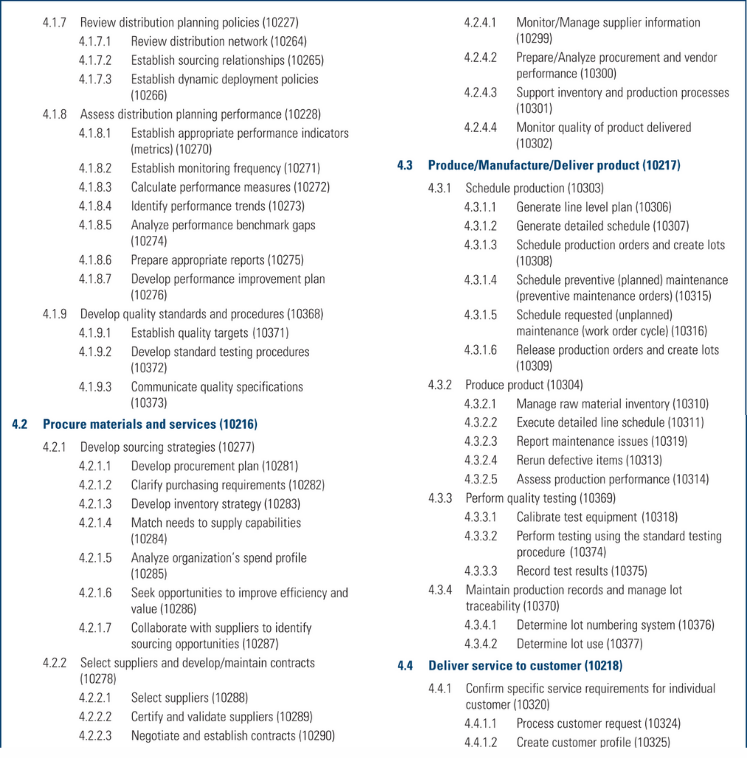 4.1.7 Review distribution planning policies (10227)
4.1.7.1 Review distribution network (10264)
4.1.7.2 Establish sourcing relationships (10265)
4.1.7.3 Establish dynamic deployment policies
(10266)
4.1.8 Assess distribution planning performance (10228)
4.1.8.1 Establish appropriate performance indicators
(metrics) (10270)
4.1.8.2 Establish monitoring frequency (10271)
4.1.8.3 Calculate performance measures (10272)
4.1.8.4 Identify performance trends (10273)
4.1.8.5 Analyze performance benchmark gaps
(10274)
4.1.8.6 Prepare appropriate reports (10275)
4.1.8.7 Develop performance improvement plan
(10276)
4.1.9 Develop quality standards and procedures (10368)
4.1.9.1 Establish quality targets (10371)
4.1.9.2 Develop standard testing procedures
(10372)
4.1.9.3 Communicate quality specifications
(10373)
4.2 Procure materials and services (10216)
4.2.1 Develop sourcing strategies (10277)
4.2.1.1 Develop procurement plan (10281)
4.2.1.2 Clarify purchasing requirements (10282)
4.2.1.3 Develop inventory strategy (10283)
4.2.1.4 Match needs to supply capabilities
(10284)
4.2.1.5 Analyze organization's spend profile
(10285)
4.2.1.6 Seek opportunities to improve efficiency and
value (10286)
4.2.1.7 Collaborate with suppliers to identify
sourcing opportunities (10287)
4.2.2 Select suppliers and develop/maintain contracts
(10278)
4.2.2.1 Select suppliers (10288)
4.2.2.2 Certify and validate suppliers (10289)
4.2.2.3 Negotiate and establish contracts (10290)
4.2.4.1 Monitor/Manage supplier information
(10299)
4.2.4.2 Prepare/Analyze procurement and vendor
performance (10300)
4.2.4.3 Support inventory and production processes
(10301)
4.2.4.4 Monitor quality of product delivered
(10302)
4.3 Produce/Manufacture/Deliver product (10217)
4.3.1 Schedule production (10303)
4.3.1.1 Generate line level plan (10306)
4.3.1.2 Generate detailed schedule (10307)
4.3.1.3 Schedule production orders and create lots
(10308)
4.3.1.4 Schedule preventive (planned) maintenance
(preventive maintenance orders) (10315)
4.3.1.5 Schedule requested (unplanned)
maintenance (work order cycle) (10316)
4.3.1.6 Release production orders and create lots
(10309)
4.3.2 Produce product (10304)
4.3.2.1 Manage raw material inventory (10310)
4.3.2.2 Execute detailed line schedule (10311)
4.3.2.3 Report maintenance issues (10319)
4.3.2.4 Rerun defective items (10313)
4.3.2.5 Assess production performance (10314)
4.3.3 Perform quality testing (10369)
4.3.3.1 Calibrate test equipment (10318)
4.3.3.2 Perform testing using the standard testing
procedure (10374)
4.3.3.3 Record test results (10375)
4.3.4 Maintain production records and manage lot
traceability (10370)
4.3.4.1 Determine lot numbering system (10376)
4.3.4.2 Determine lot use (10377)
4.4 Deliver service to customer (10218)
4.4.1 Confirm specific service requirements for individual
customer (10320)
4.4.1.1 Process customer request (10324)
4.4.1.2 Create customer profile (10325)